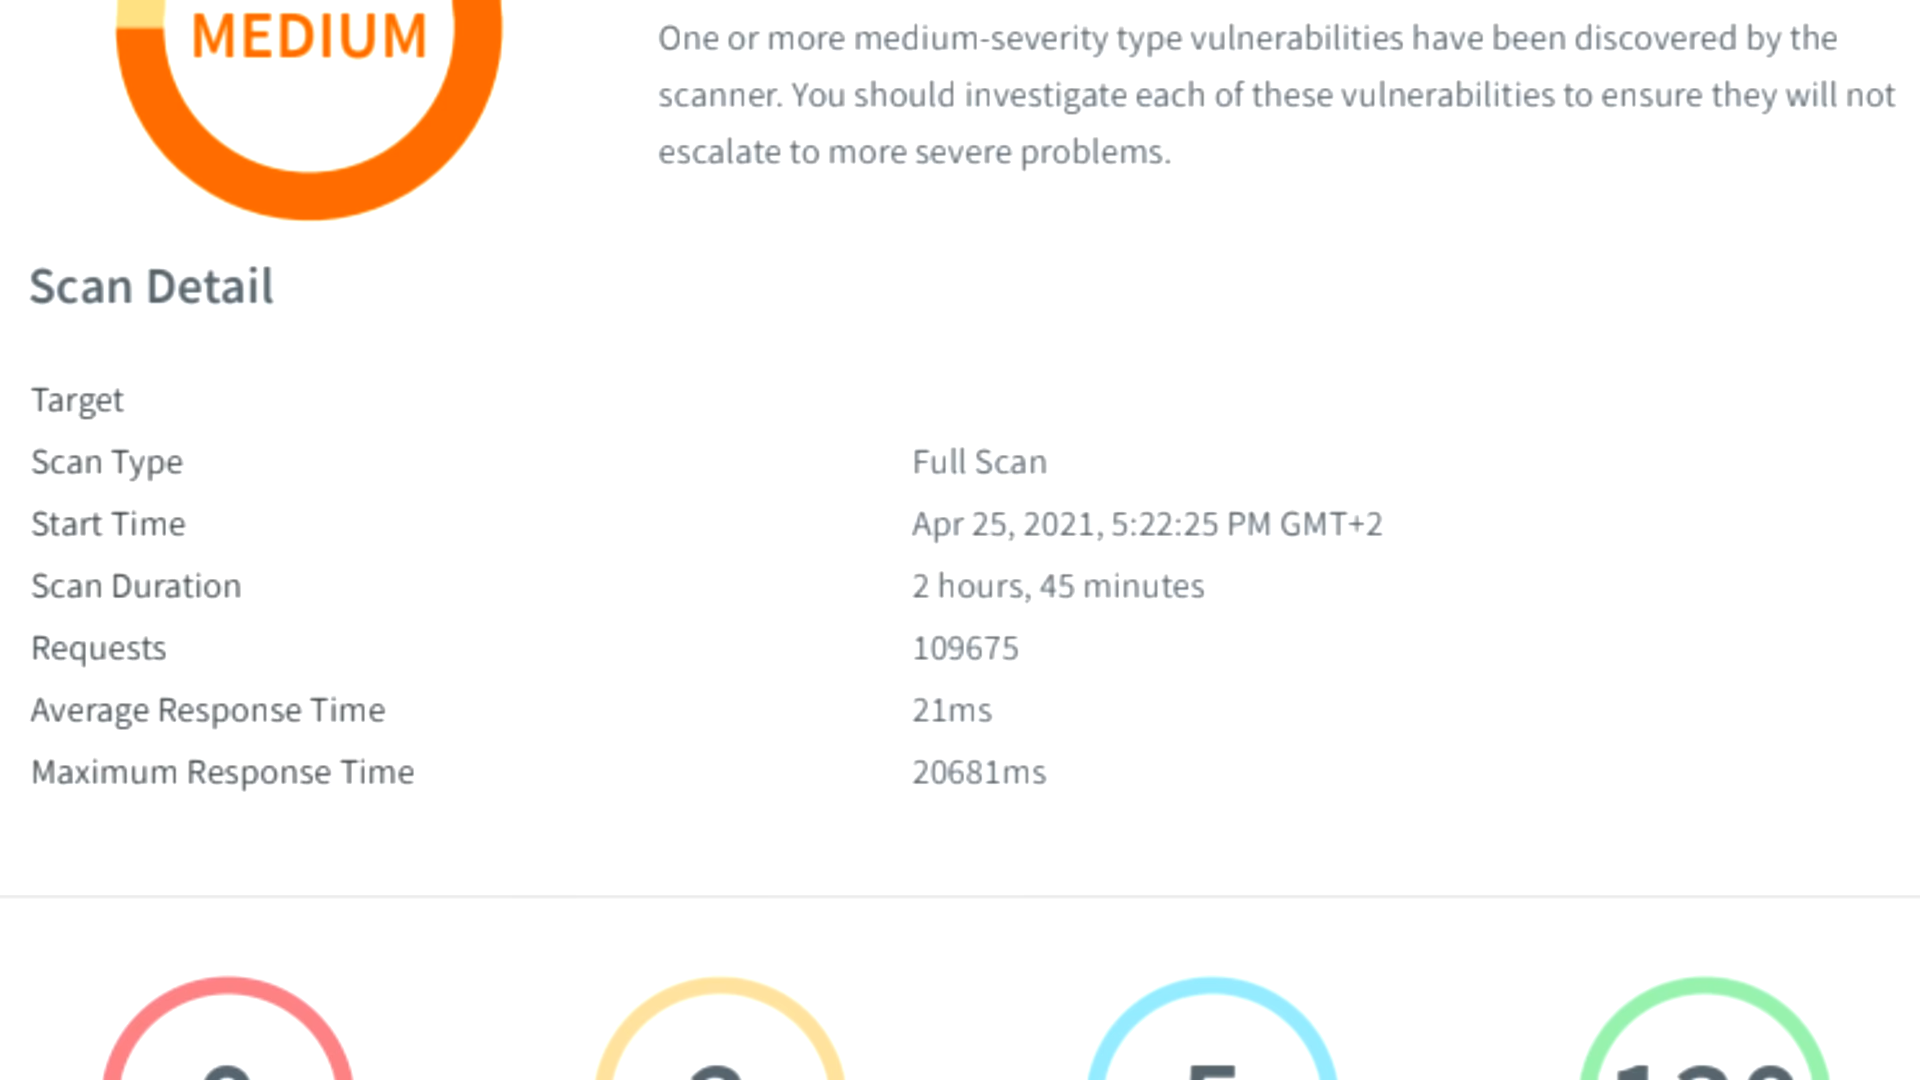 MEDIUM
One or more medium-severity type vulnerabilities have been discovered by the
scanner. You should investigate each of these vulnerabilities to ensure they will not
escalate to more severe problems.
Scan Detail
Target
Scan Type Full Scan
Start Time Apr 25, 2021, 5:22:25 PM GMT+2
Scan Duration 2 hours, 45 minutes
Requests 109675
Average Response Time 21ms
Maximum Response Time 20681ms